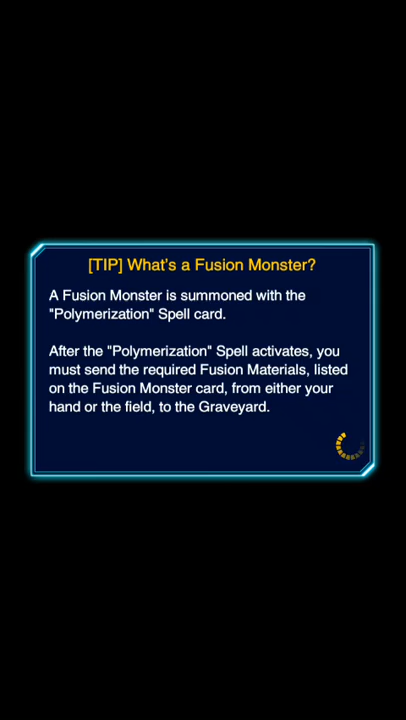 [TIP] What's a Fusion Monster?
A Fusion Monster is summoned with the
"Polymerization" Spell card.
After the "Polymerization" Spell activates, you
must send the required Fusion Materials, listed
on the Fusion Monster card, from either your
hand or the field, to the Graveyard.